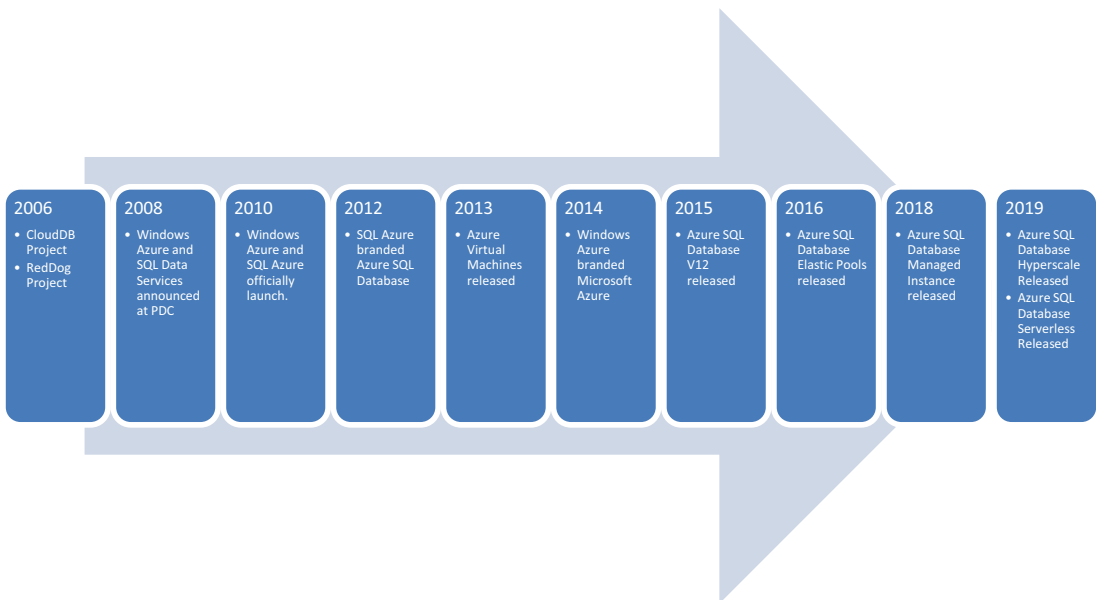 2006
• CloudDB
Project
• RedDog
Project
2008
• Windows
Azure and
SQL Data
Services
announced
at PDC
2010
• Windows
Azure and
SQL Azure
officially
launch.
2012
• SQL Azure
branded
Azure SQL
Database
2013
• Azure
Virtual
Machines
released
2014
• Windows
Azure
branded
Microsoft
Azure
2015
• Azure SQL
Database
V12
released
2016
• Azure SQL
Database
Elastic Pools
released
2018
• Azure SQL
Database
Managed
Instance
released
2019
• Azure SQL
Database
Hyperscale
Released
• Azure SQL
Database
Serverless
Released